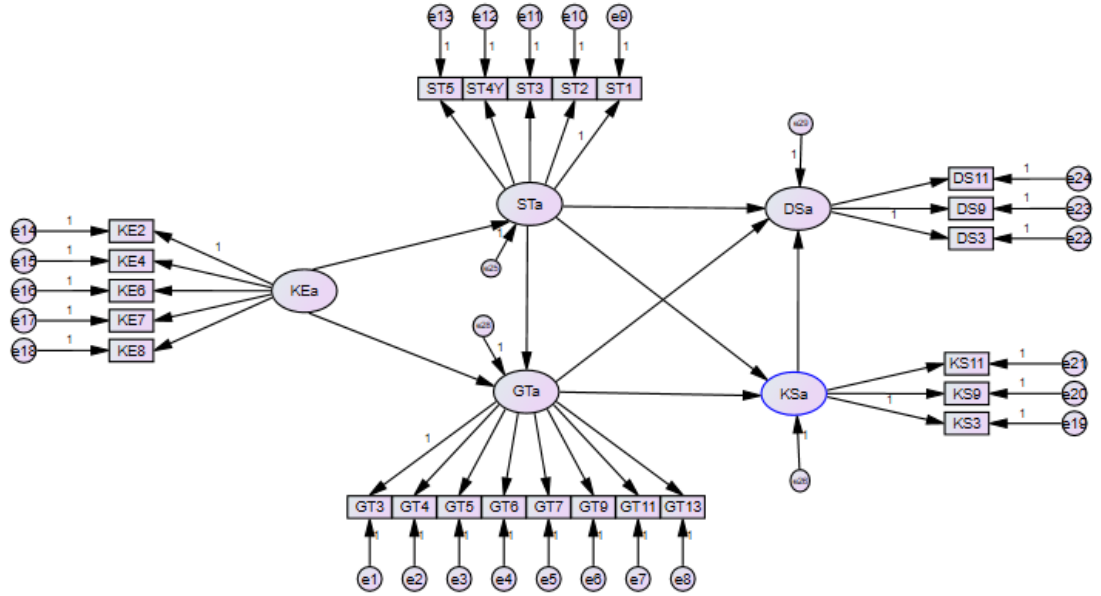 e13 e12 e11 e10 e9
1 1 1 1 1
ST5 ST4Y ST3 ST2 ST1
1
e29
1
STa
DSa
1
e25
DS11 1 e24
DS9 1 e23
1
DS3 1 e22
e14 1 KE2
1
e15 1 KE4
e16 1 KE6
e17 1 KE7
e18 1 KE8
KEa
1
GTa
KSa
KS11 1 e21
KS9 1 e20
1
KS3 1 e19
1
1
GT3 GT4 GT5 GT6 GT7 GT9 GT11 GT13
1 1 1 1 1 1 1 1
e1 e2 e3 e4 e5 e6 e7 e8